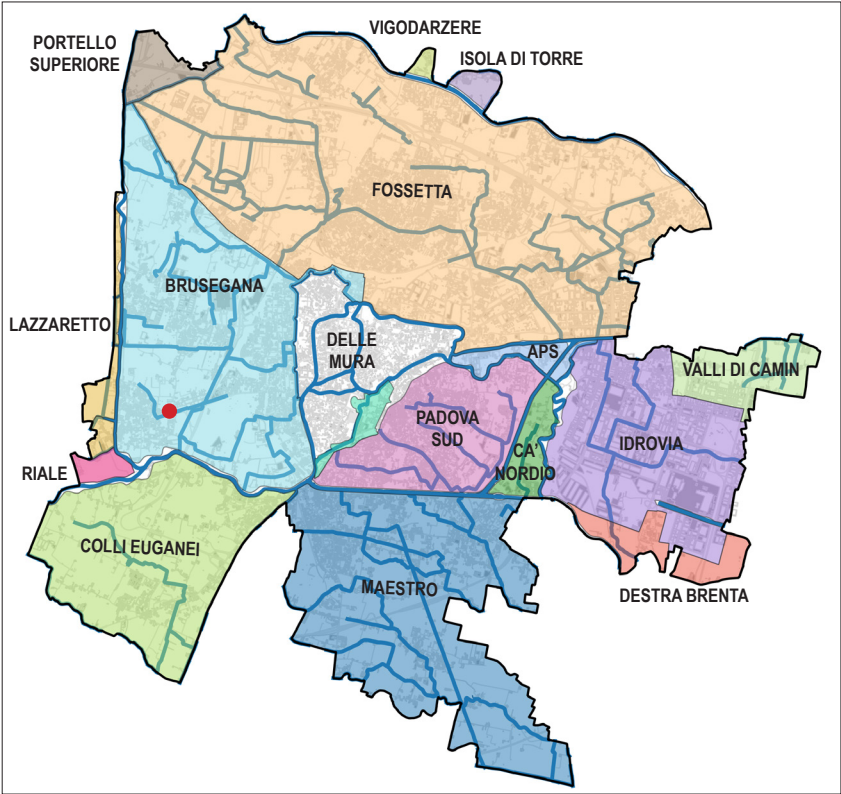 VIGODARZERE
PORTELLO
SUPERIORE
ISOLA DI TORRE
FOSSETTA
BRUSEGANA
LAZZARETTO
DELLE
MURA
APS
VALLI DI CAMIN
PADOVA
SUD
IDROVIA
CA'
NORDIO
RIALE
COLLI EUGANEI
MAESTRO
DESTRA BRENTA